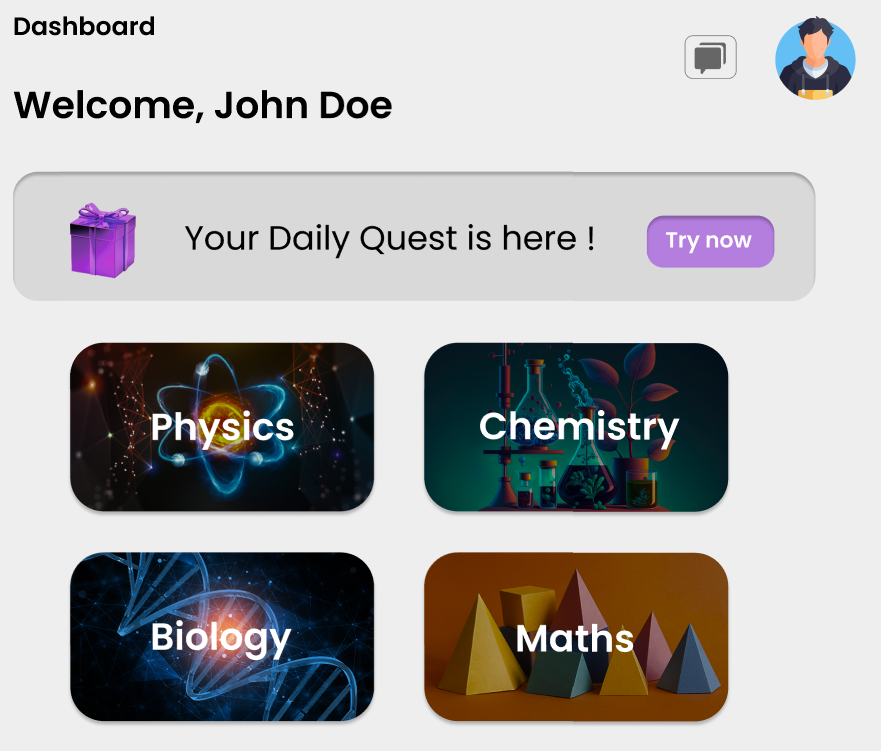 Dashboard
Welcome, John Doe
Your Daily Quest is here !
Try now
Physics
Chemistry
Biology
Maths